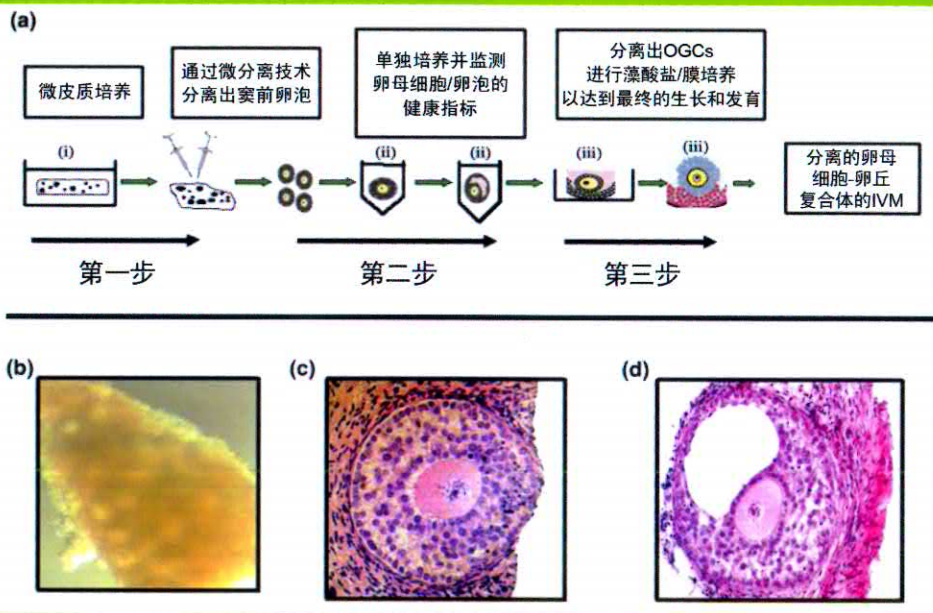 (a)
微皮质培养
通过微分离技术
分离出窦前卵泡
单独培养并监测
卵母细胞/卵泡的
健康指标
分离出OGCs
进行藻酸盐/膜培养
以达到最终的生长和发育
(i)
(ii)
(ii)
(iii)
(iii)
分离的卵母
细胞-卵丘
复合体的IVM
第一步
第二步
第三步
(b)
(c)
(d)